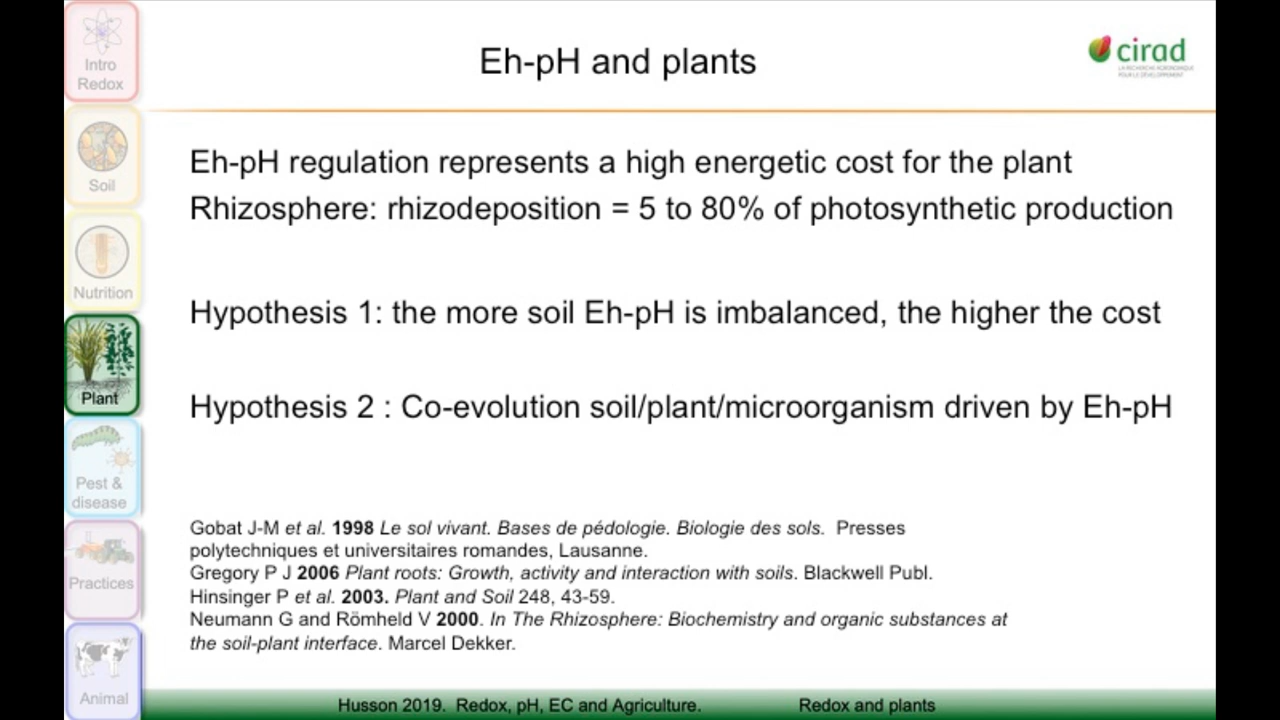 Intro
Redox
Soil
Nutrition
Plant
Pest &
disease
Practices
Animal
Eh-pH and plants
cirad
LA RECHERCHE AGRONOMIQUE
POUR LE DÉVELOPPEMENT
Eh-pH regulation represents a high energetic cost for the plant
Rhizosphere: rhizodeposition = 5 to 80% of photosynthetic production
Hypothesis 1: the more soil Eh-pH is imbalanced, the higher the cost
Hypothesis 2 : Co-evolution soil/plant/microorganism driven by Eh-pH
Gobat J-M et al. 1998 Le sol vivant. Bases de pédologie. Biologie des sols. Presses
polytechniques et universitaires romandes, Lausanne.
Gregory P J 2006 Plant roots: Growth, activity and interaction with soils. Blackwell Publ.
Hinsinger P et al. 2003. Plant and Soil 248, 43-59.
Neumann G and Römheld V 2000. In The Rhizosphere: Biochemistry and organic substances at
the soil-plant interface. Marcel Dekker.
Husson 2019. Redox, pH, EC and Agriculture. Redox and plants